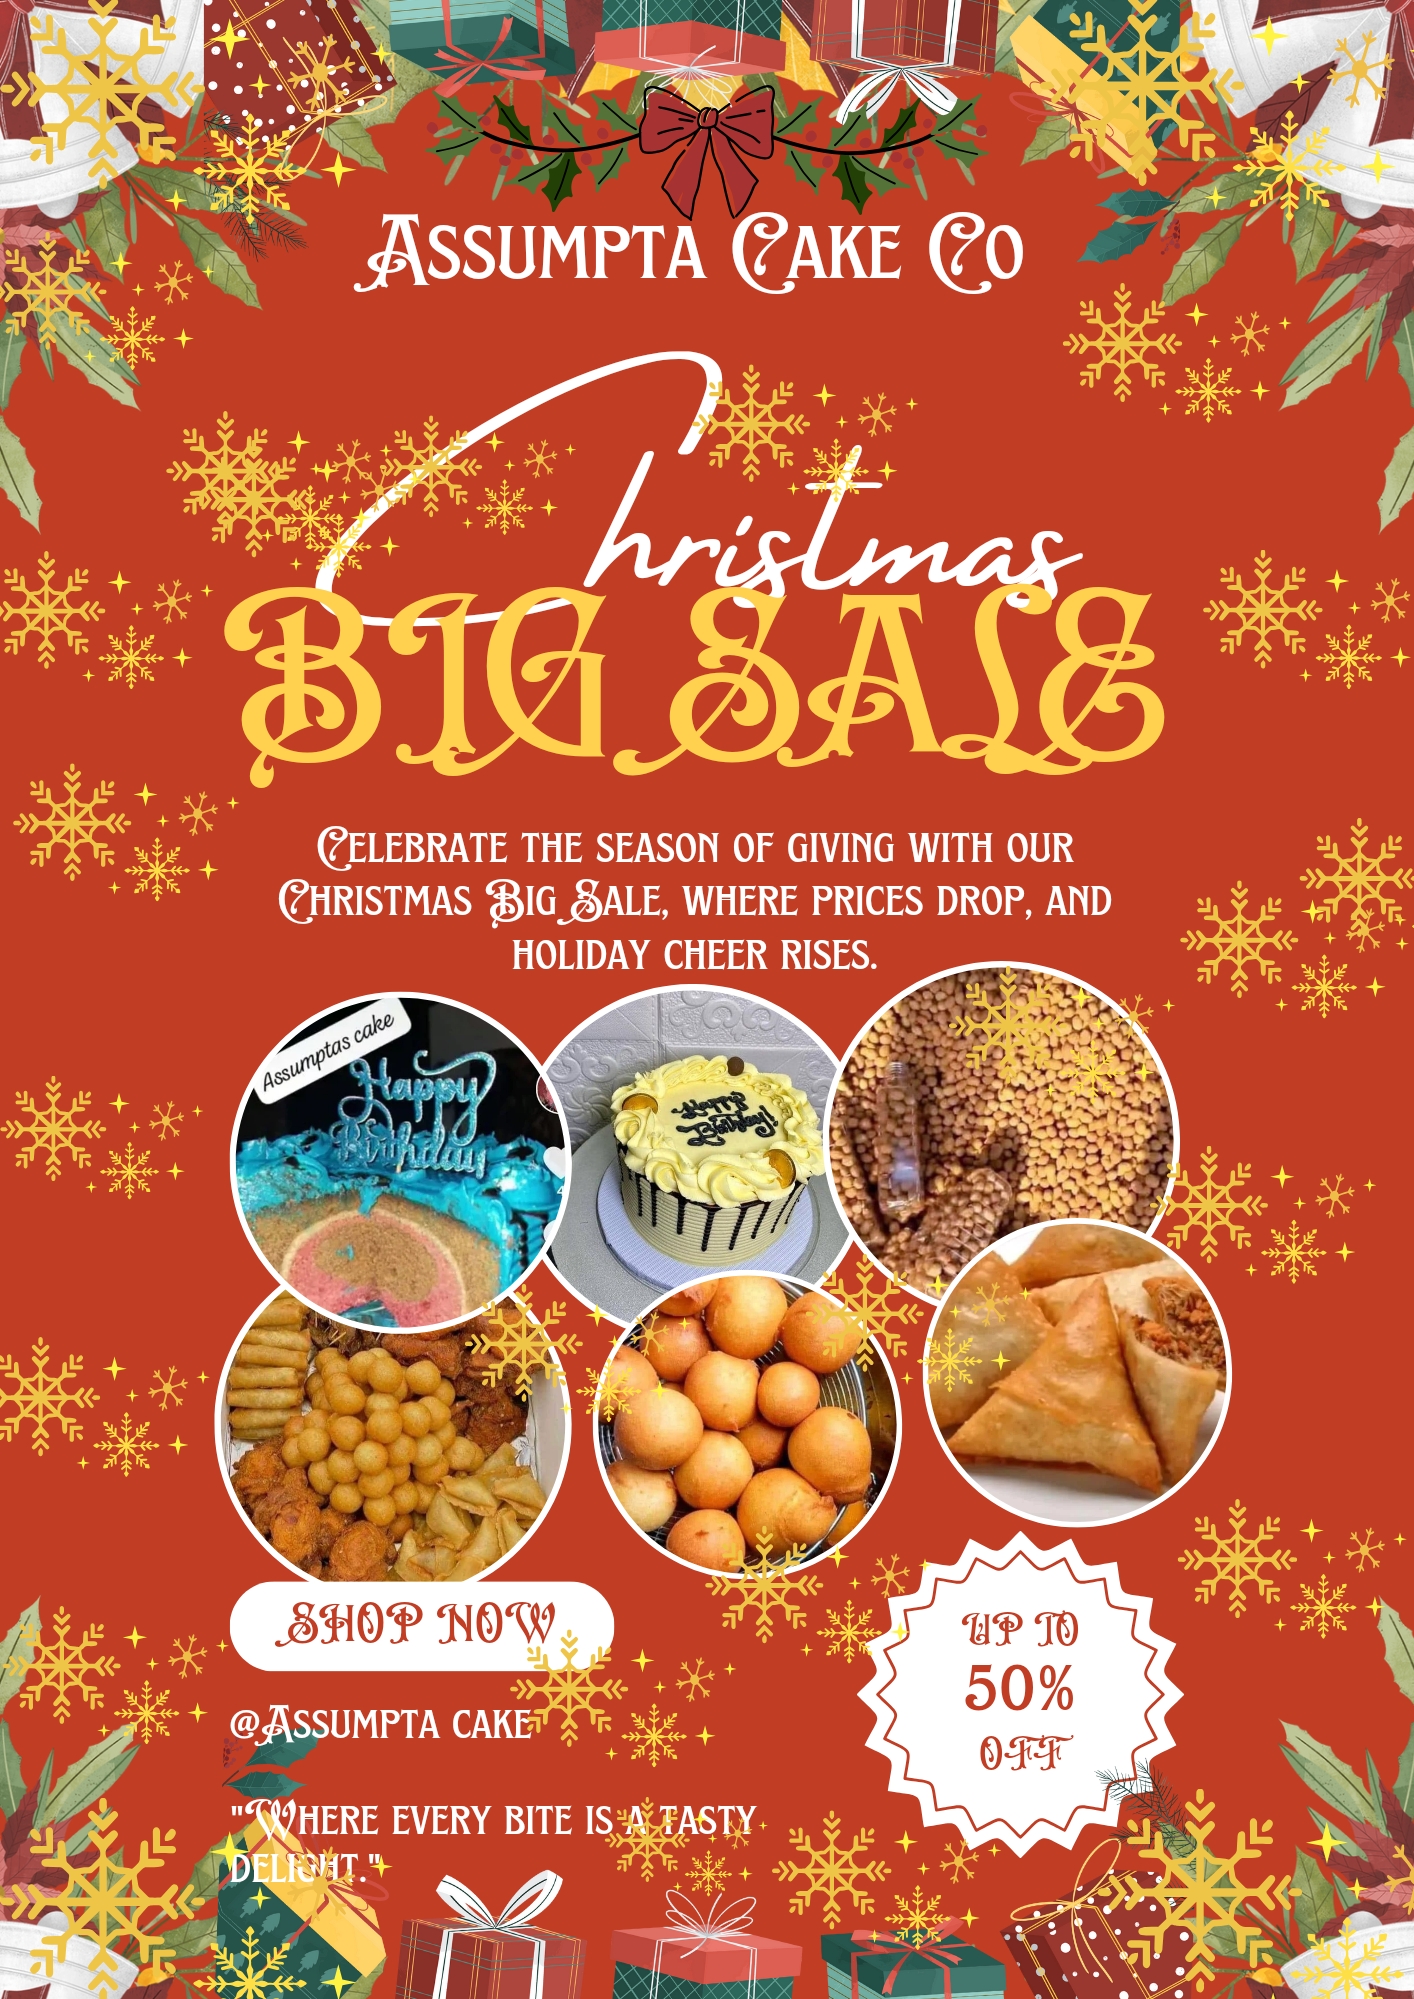 Assumpta Cake Co
Christmas
BIG SALE
Celebrate the season of giving with our
Christmas Big Sale, where prices drop, and
holiday cheer rises.
Assumptas cake
Happy
Birthday
Happy
Birthday!
SHOP NOW
@Assumpta cake
"Where every bite is a tasty
delight."
UP TO
50%
OFF